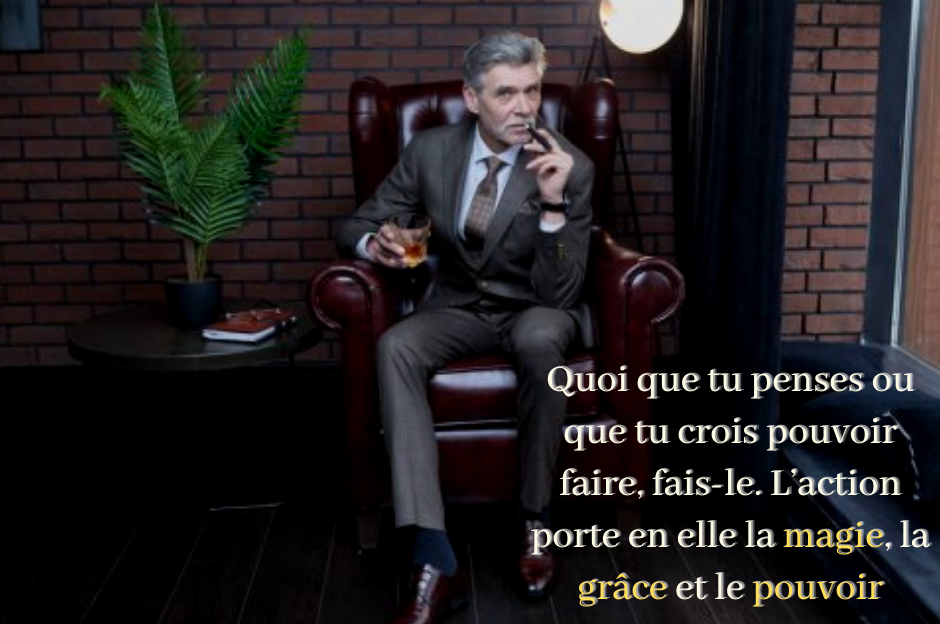 Quoi que tu penses ou
que tu crois pouvoir
faire, fais-le. L’action
porte en elle la magie, la
grâce et le pouvoir